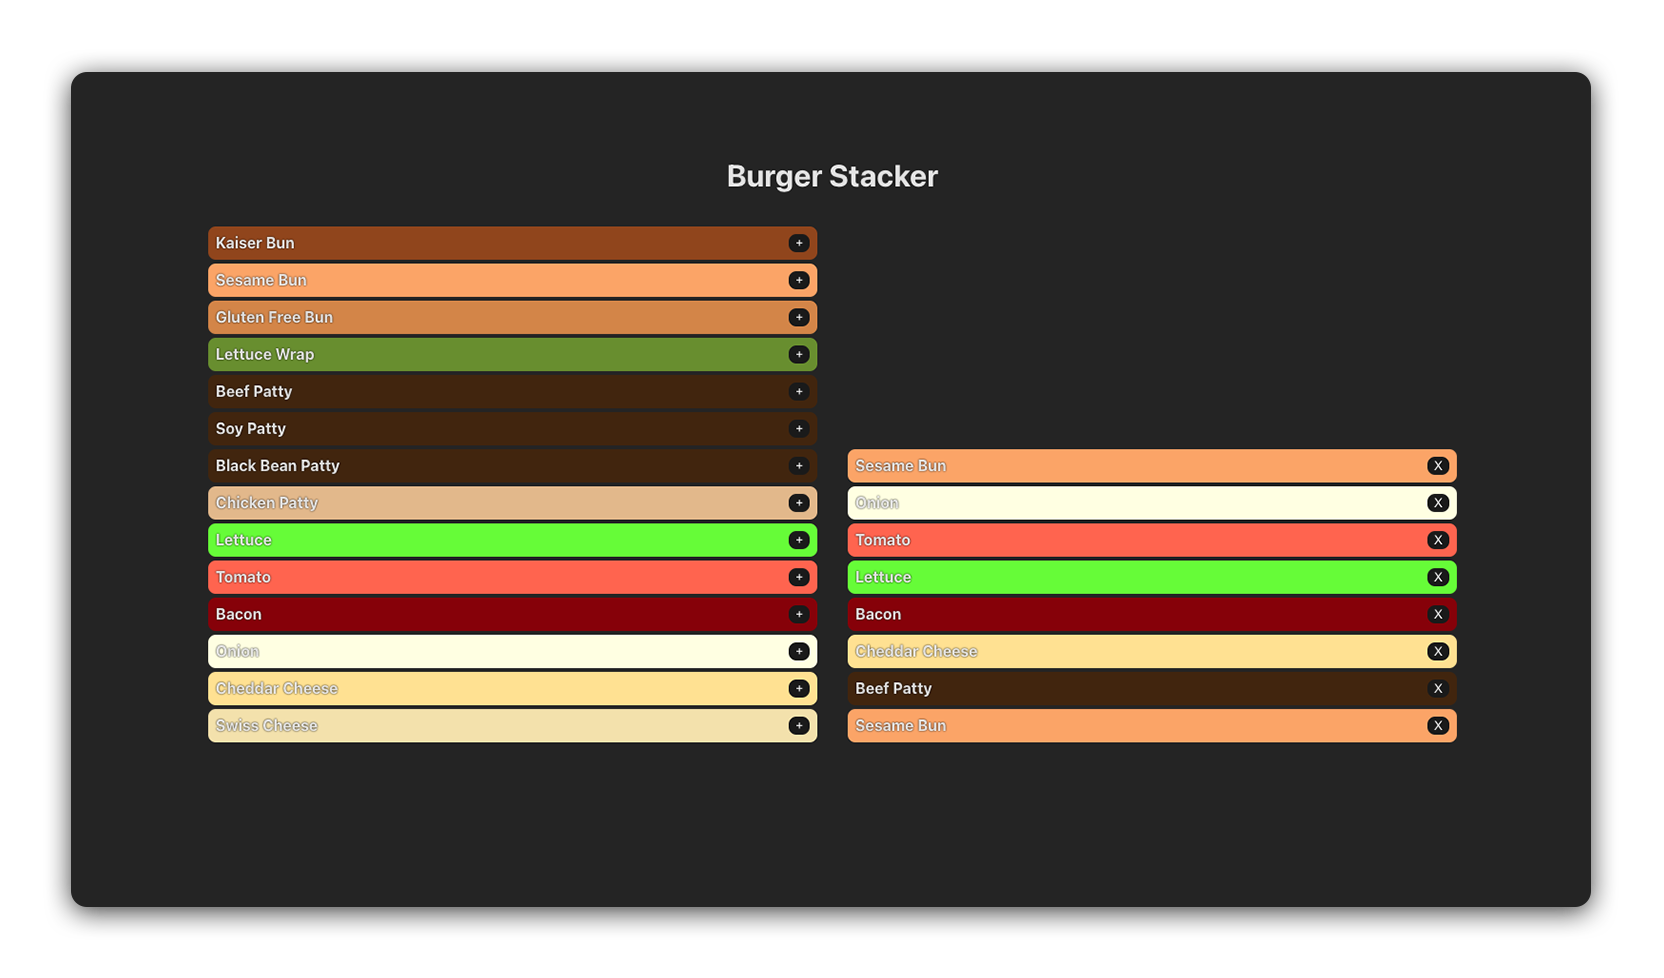 Burger Stacker
Kaiser Bun +
Sesame Bun +
Gluten Free Bun +
Lettuce Wrap +
Beef Patty +
Soy Patty +
Black Bean Patty +
Chicken Patty +
Lettuce +
Tomato +
Bacon +
Onion +
Cheddar Cheese +
Swiss Cheese +
Sesame Bun X
Onion X
Tomato X
Lettuce X
Bacon X
Cheddar Cheese X
Beef Patty X
Sesame Bun X